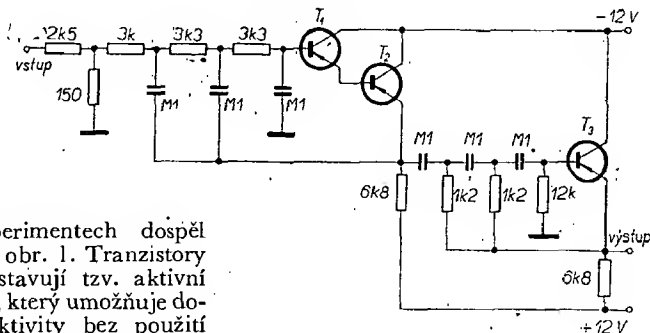 -12 V
T1
2k5
3k
3k3
3k3
vstup
T2
150
M1
M1
M1
M1
M1
M1
T3
6k8
1k2
1k2
12k
výstup
6k8
+12 V
perimentech dospěl
obr. 1. Tranzistory
stavují tzv. aktivní
který umožňuje do-
ktivity bez použití